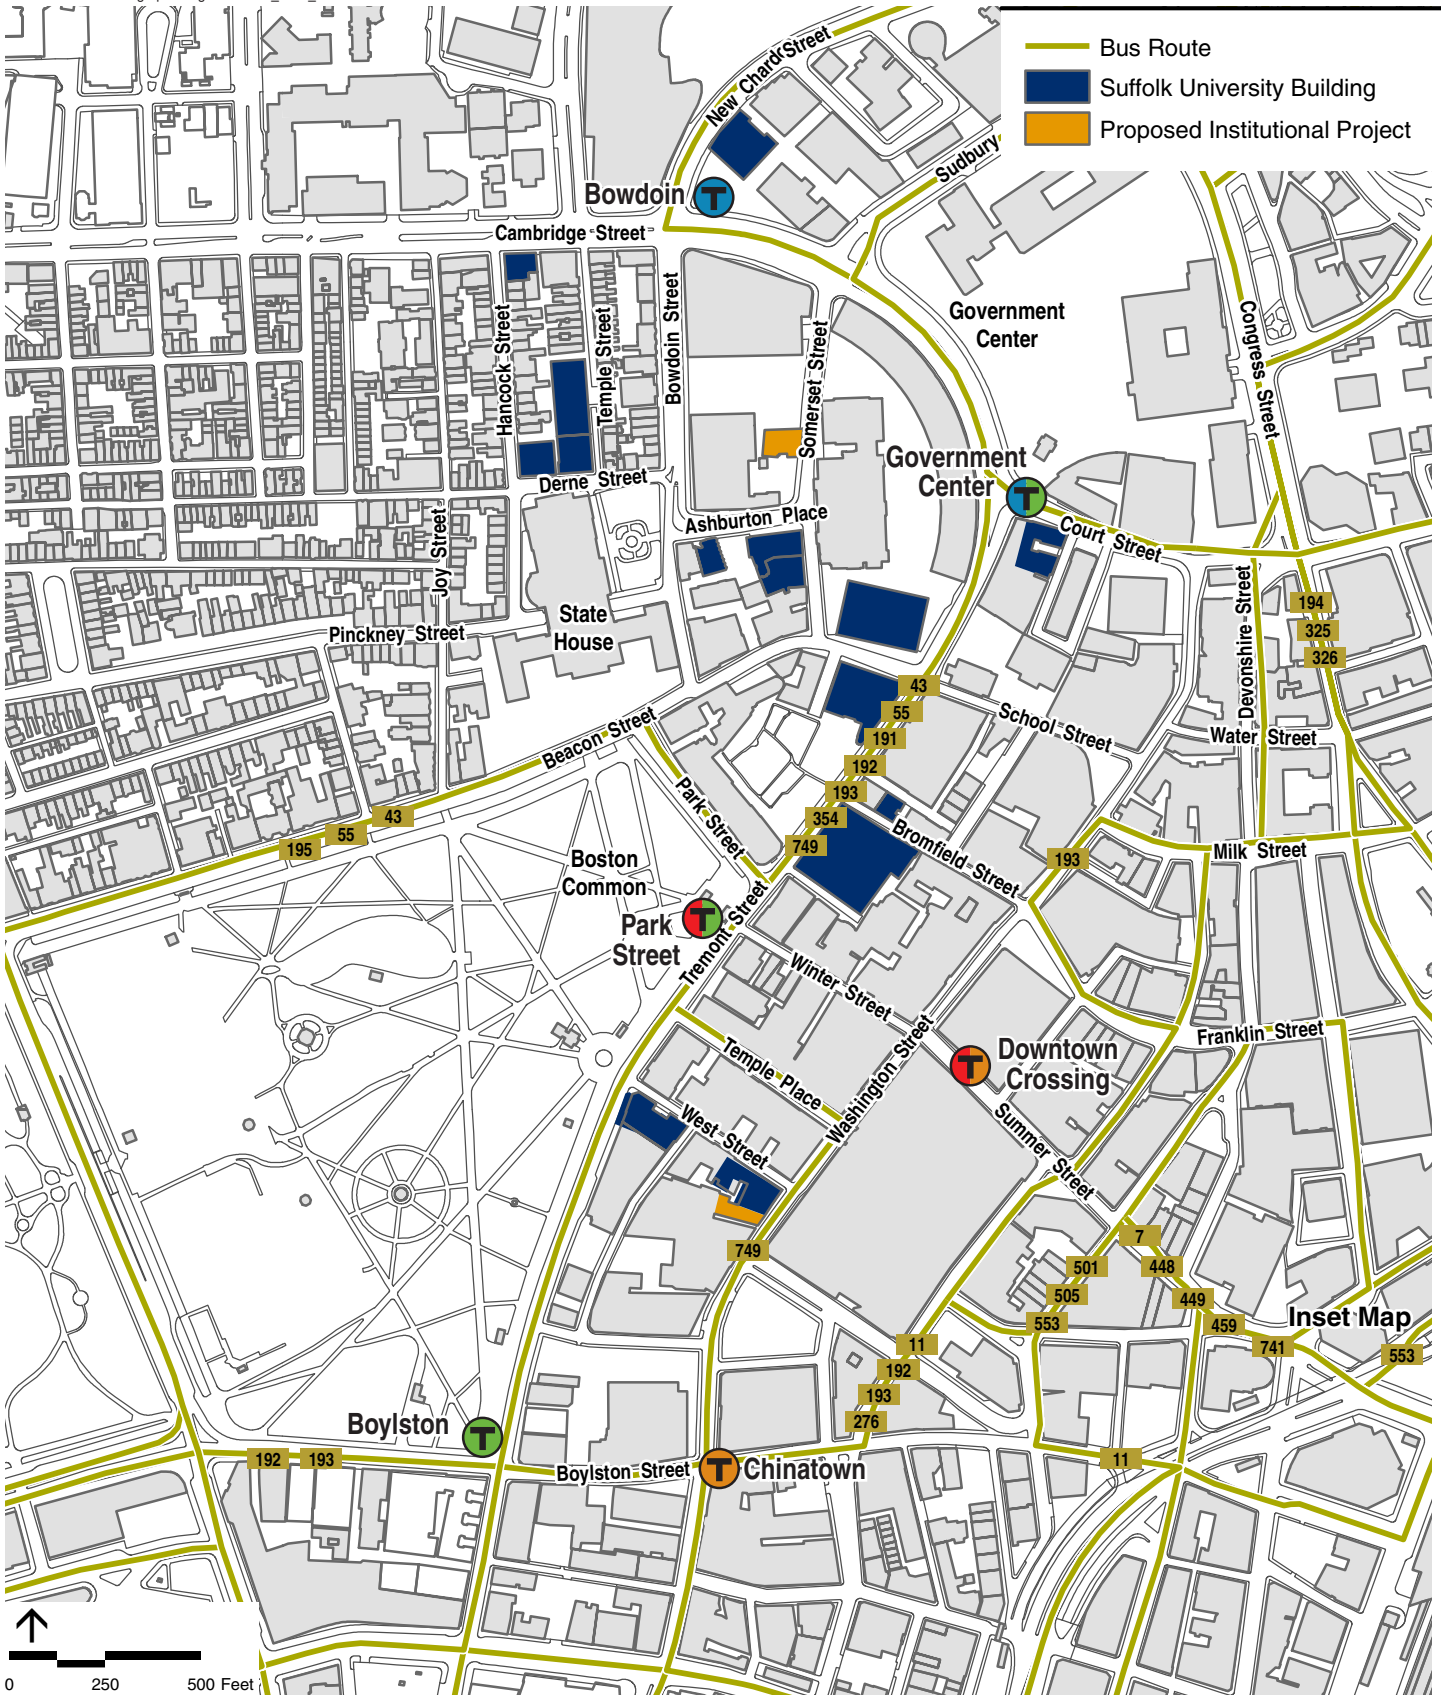 Bus Route
Suffolk University Building
Proposed Institutional Project
New Chardon Street
Sudbury
Bowdoin
T
Cambridge Street
Hancock Street
Temple Street
Bowdoin Street
Somerset Street
Government
Center
Congress Street
Government
Center
T
Derne Street
Ashburton Place
Court Street
Joy Street
Pinckney Street
State
House
Devonshire Street
194
325
326
43
55
191
192
193
354
749
School Street
Water Street
Beacon Street
Park Street
43
55
195
Boston
Common
Bromfield Street
193
Milk Street
Park
Street
T
Tremont Street
Winter Street
Washington Street
Franklin Street
Downtown
Crossing
T
Temple Place
West Street
Summer Street
749
7
501
448
505
449
553
459
741
Inset Map
553
11
192
193
276
Boylston
T
192
193
Boylston Street
T
Chinatown
11
0
250
500 Feet